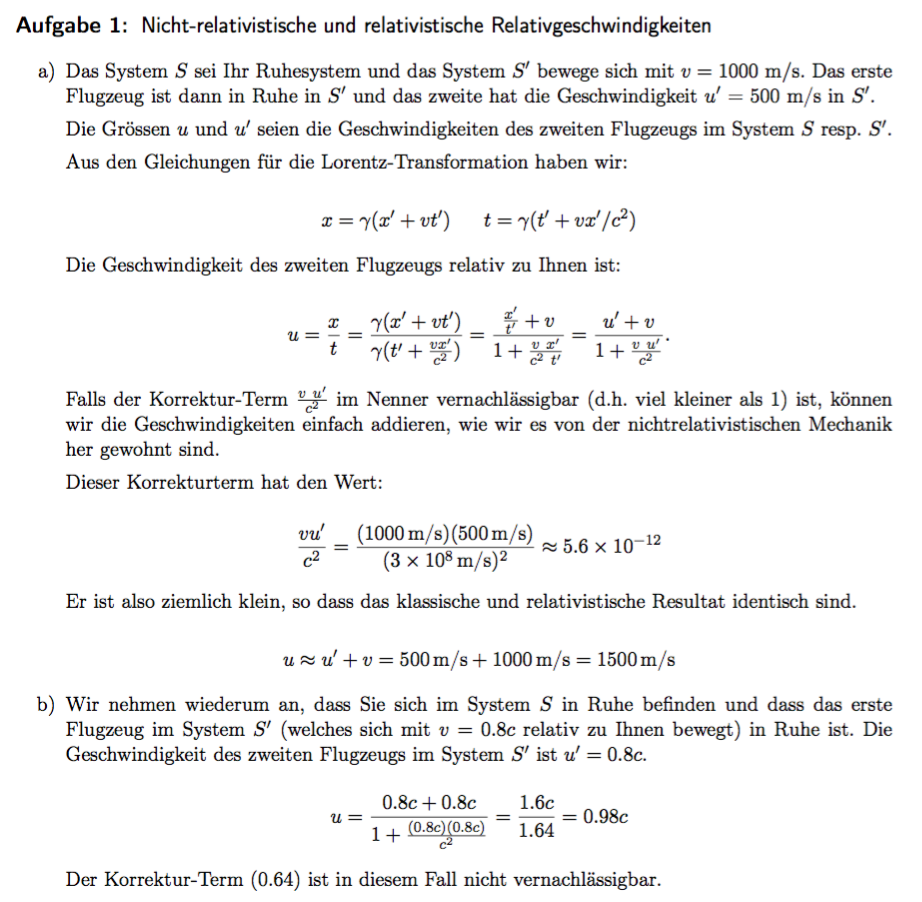 Aufgabe 1: Nicht-relativistische und relativistische Relativgeschwindigkeiten
a) Das System S sei Ihr Ruhesystem und das System S′ bewege sich mit v = 1000 m/s. Das erste
Flugzeug ist dann in Ruhe in S′ und das zweite hat die Geschwindigkeit u′ = 500 m/s in S′.
Die Grössen u und u′ seien die Geschwindigkeiten des zweiten Flugzeugs im System S resp. S′.
Aus den Gleichungen für die Lorentz-Transformation haben wir:
x = γ(x′ + vt′) t = γ(t′ + vx′/c²)
Die Geschwindigkeit des zweiten Flugzeugs relativ zu Ihnen ist:
u = x/t = γ(x′ + vt′) / γ(t′ + vx′/c²) = (x′/t′ + v) / (1 + v/c² x′/t′) = (u′ + v) / (1 + v u′/c²).
Falls der Korrektur-Term v u′/c² im Nenner vernachlässigbar (d.h. viel kleiner als 1) ist, können
wir die Geschwindigkeiten einfach addieren, wie wir es von der nichtrelativistischen Mechanik
her gewohnt sind.
Dieser Korrekturterm hat den Wert:
vu′/c² = (1000 m/s)(500 m/s) / (3 × 10⁸ m/s)² ≈ 5.6 × 10⁻¹²
Er ist also ziemlich klein, so dass das klassische und relativistische Resultat identisch sind.
u ≈ u′ + v = 500 m/s + 1000 m/s = 1500 m/s
b) Wir nehmen wiederum an, dass Sie sich im System S in Ruhe befinden und dass das erste
Flugzeug im System S′ (welches sich mit v = 0.8c relativ zu Ihnen bewegt) in Ruhe ist. Die
Geschwindigkeit des zweiten Flugzeugs im System S′ ist u′ = 0.8c.
u = (0.8c + 0.8c) / (1 + (0.8c)(0.8c)/c²) = 1.6c/1.64 = 0.98c
Der Korrektur-Term (0.64) ist in diesem Fall nicht vernachlässigbar.